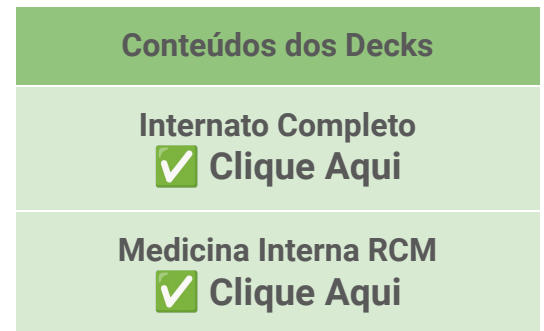 Conteúdos dos Decks
Internato Completo
✅ Clique Aqui
Medicina Interna RCM
✅ Clique Aqui